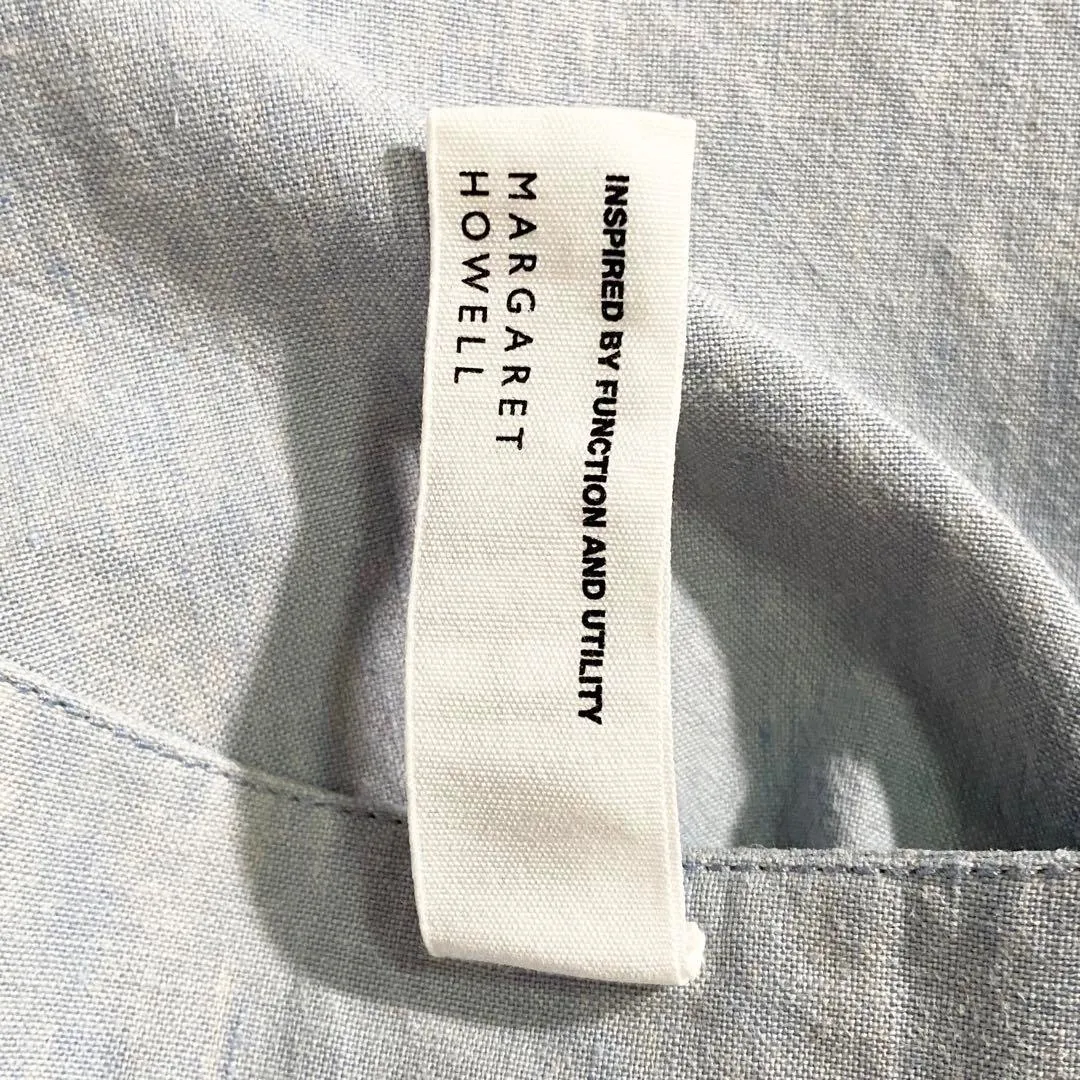 INSPIRED BY FUNCTION AND UTILITY
MARGARET
HOWELL